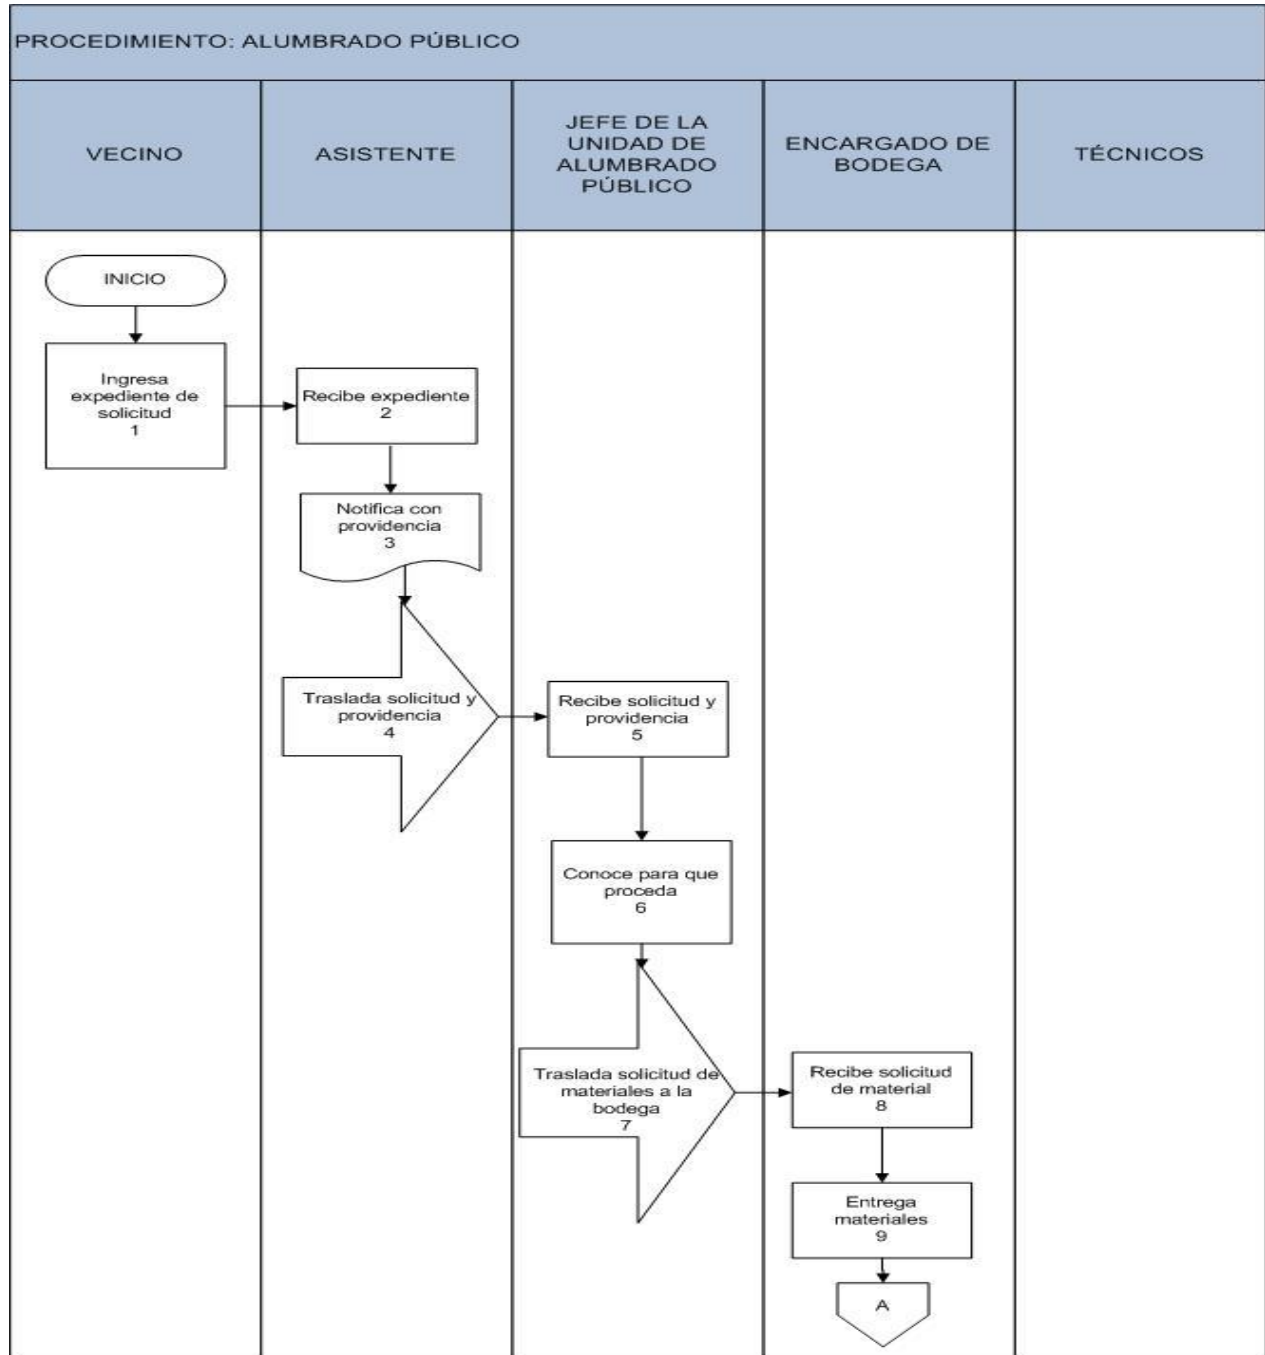 PROCEDIMIENTO: ALUMBRADO PÚBLICO
VECINO
ASISTENTE
JEFE DE LA
UNIDAD DE
ALUMBRADO
PÚBLICO
ENCARGADO DE
BODEGA
TÉCNICOS
INICIO
Ingresa
expediente de
solicitud
1
Recibe expediente
2
Notifica con
providencia
3
Traslada solicitud y
providencia
4
Recibe solicitud y
providencia
5
Conoce para que
proceda
6
Traslada solicitud de
materiales a la
bodega
7
Recibe solicitud
de material
8
Entrega
materiales
9
A